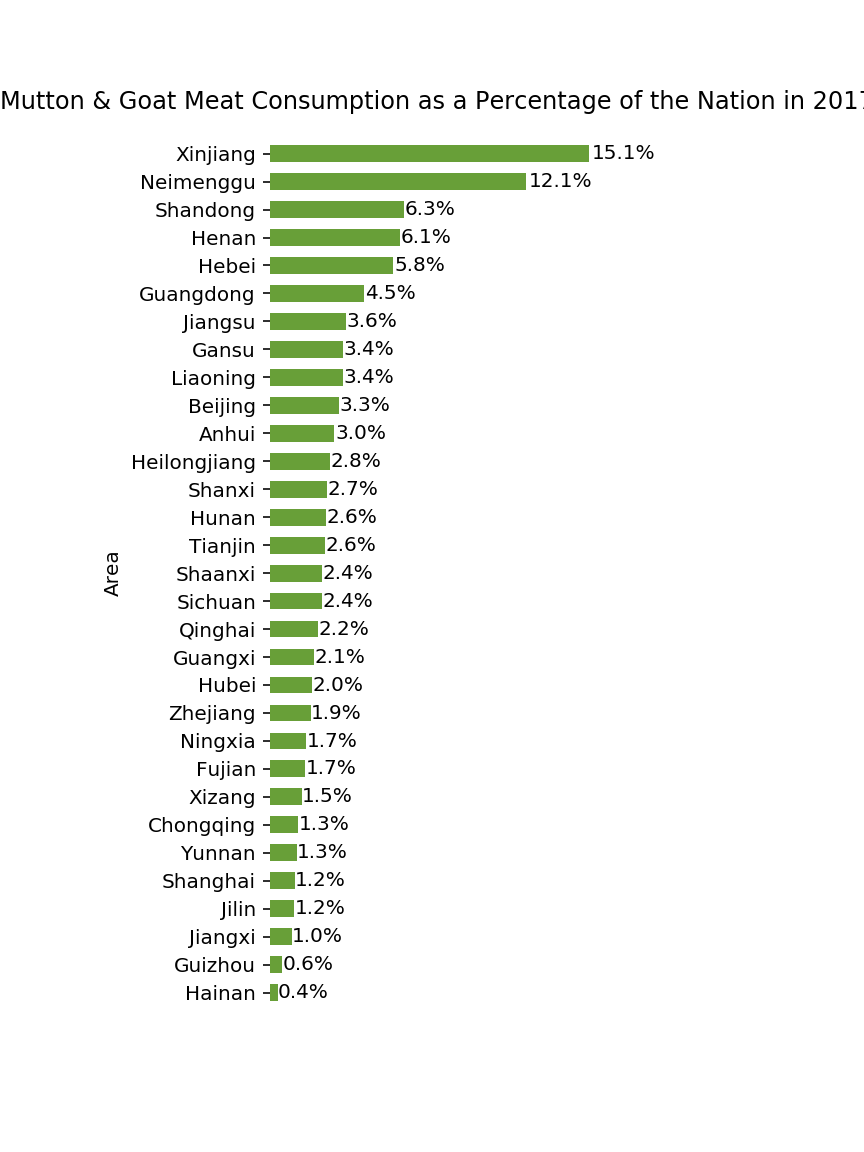 Mutton & Goat Meat Consumption as a Percentage of the Nation in 2017
Xinjiang 15.1%
Neimenggu 12.1%
Shandong 6.3%
Henan 6.1%
Hebei 5.8%
Guangdong 4.5%
Jiangsu 3.6%
Gansu 3.4%
Liaoning 3.4%
Beijing 3.3%
Anhui 3.0%
Heilongjiang 2.8%
Shanxi 2.7%
Hunan 2.6%
Tianjin 2.6%
Area
Shaanxi 2.4%
Sichuan 2.4%
Qinghai 2.2%
Guangxi 2.1%
Hubei 2.0%
Zhejiang 1.9%
Ningxia 1.7%
Fujian 1.7%
Xizang 1.5%
Chongqing 1.3%
Yunnan 1.3%
Shanghai 1.2%
Jilin 1.2%
Jiangxi 1.0%
Guizhou 0.6%
Hainan 0.4%